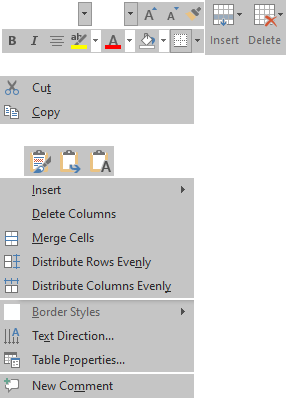 A A
Insert Delete
B I ab A
Cut
Copy
A
Insert
Delete Columns
Merge Cells
Distribute Rows Evenly
Distribute Columns Evenly
Border Styles
Text Direction...
Table Properties...
New Comment